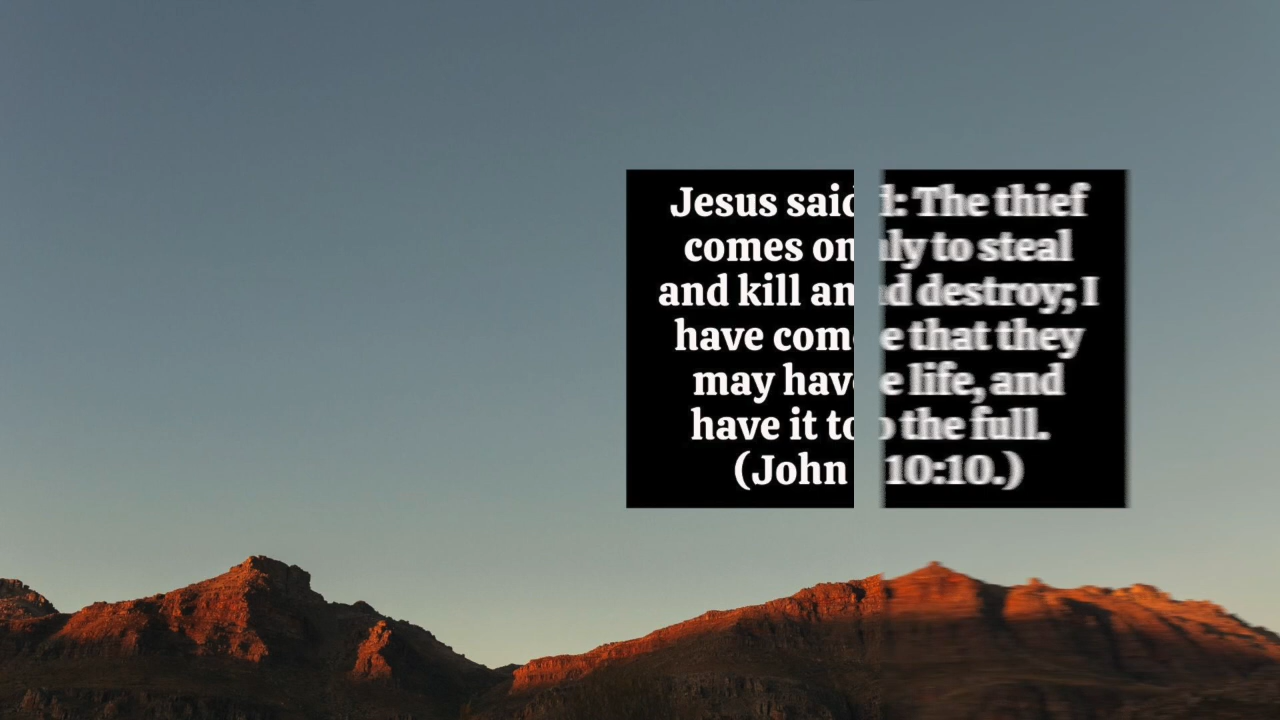 Jesus said: The thief
comes only to steal
and kill and destroy; I
have come that they
may have life, and
have it to the full.
(John 10:10.)